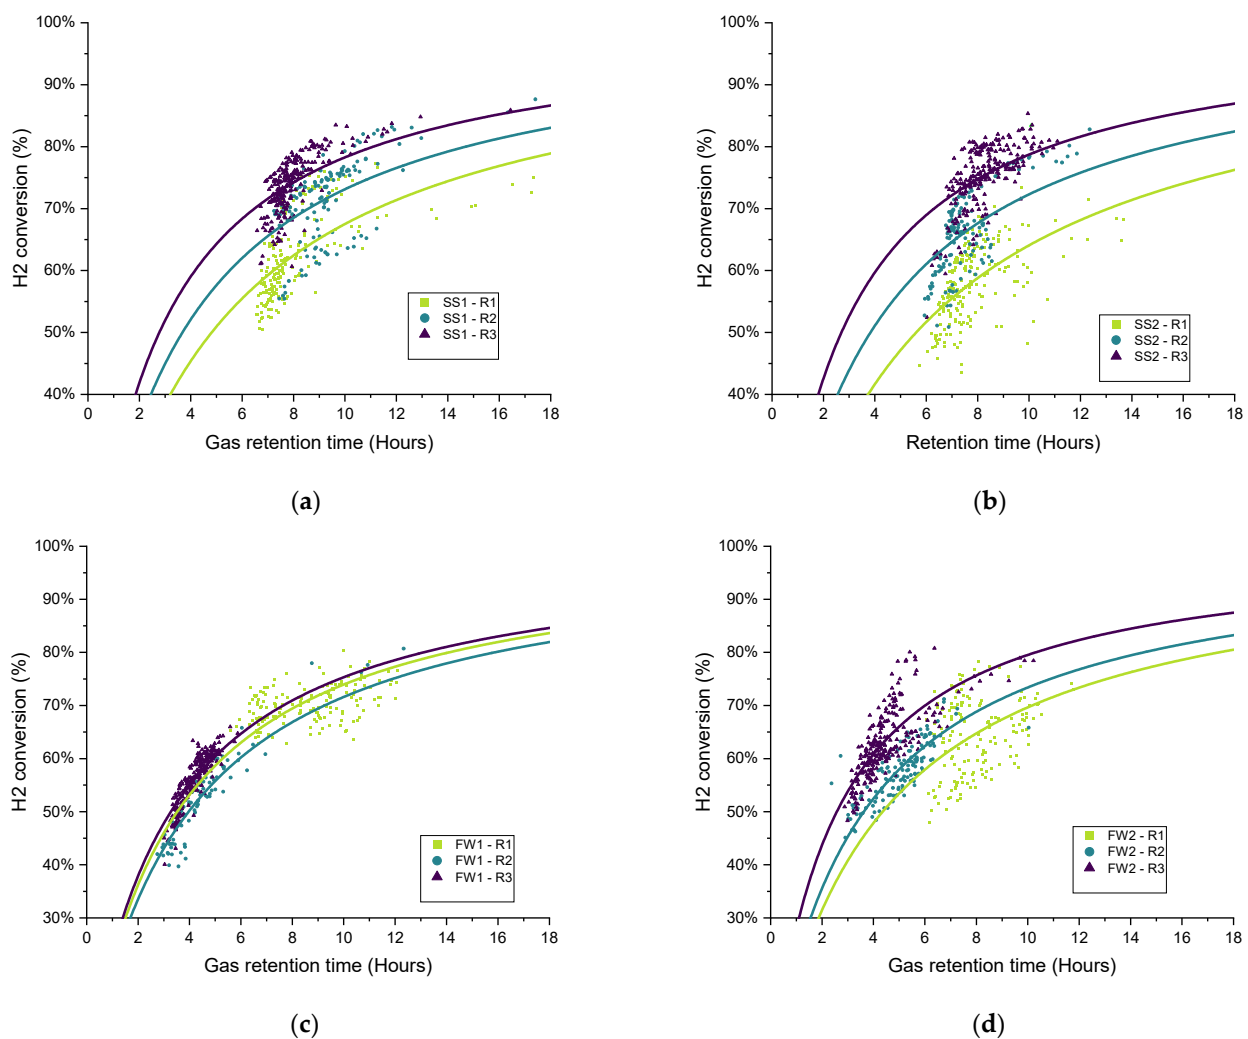 100%
90%
80%
70%
60%
50%
40%
H2 conversion (%)
0 2 4 6 8 10 12 14 16 18
Gas retention time (Hours)
SS1 - R1
SS1 - R2
SS1 - R3
(a)
100%
90%
80%
70%
60%
50%
40%
H2 conversion (%)
0 2 4 6 8 10 12 14 16 18
Retention time (Hours)
SS2 - R1
SS2 - R2
SS2 - R3
(b)
100%
90%
80%
70%
60%
50%
40%
30%
H2 conversion (%)
0 2 4 6 8 10 12 14 16 18
Gas retention time (Hours)
FW1 - R1
FW1 - R2
FW1 - R3
(c)
100%
90%
80%
70%
60%
50%
40%
30%
H2 conversion (%)
0 2 4 6 8 10 12 14 16 18
Gas retention time (Hours)
FW2 - R1
FW2 - R2
FW2 - R3
(d)